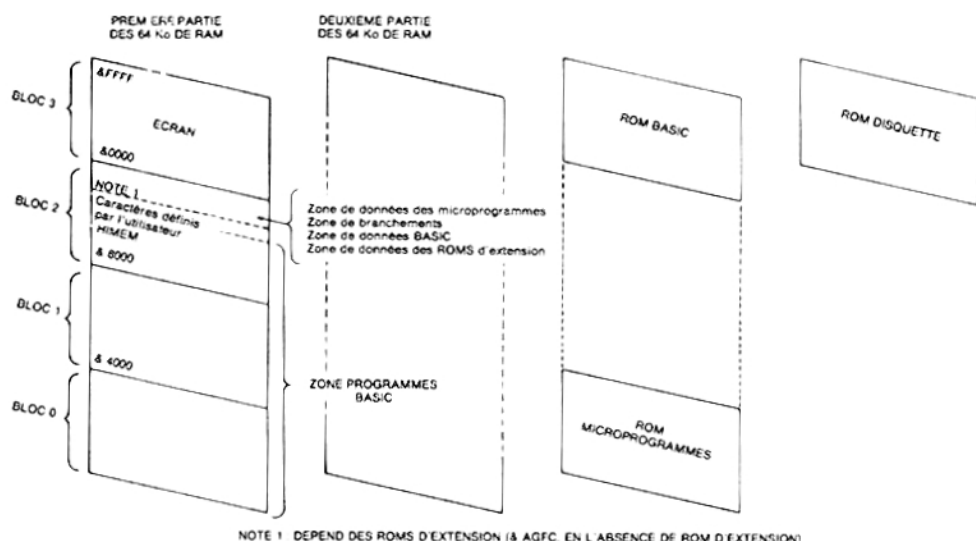 PREMIERE PARTIE
DES 64 Ko DE RAM
DEUXIÈME PARTIE
DES 64 Ko DE RAM
BLOC 3
&FFFF
ECRAN
&0000
ROM BASIC
ROM DISQUETTE
BLOC 2
NOTE 1
Caractères définis
par l'utilisateur
HIMEM
& 8000
Zone de données des microprogrammes
Zone de branchements
Zone de données BASIC
Zone de données des ROMS d'extension
BLOC 1
& 4000
ZONE PROGRAMMES
BASIC
BLOC 0
ROM
MICROPROGRAMMES
NOTE 1 DEPEND DES ROMS D'EXTENSION (& AGFC, EN L'ABSENCE DE ROM D'EXTENSION)